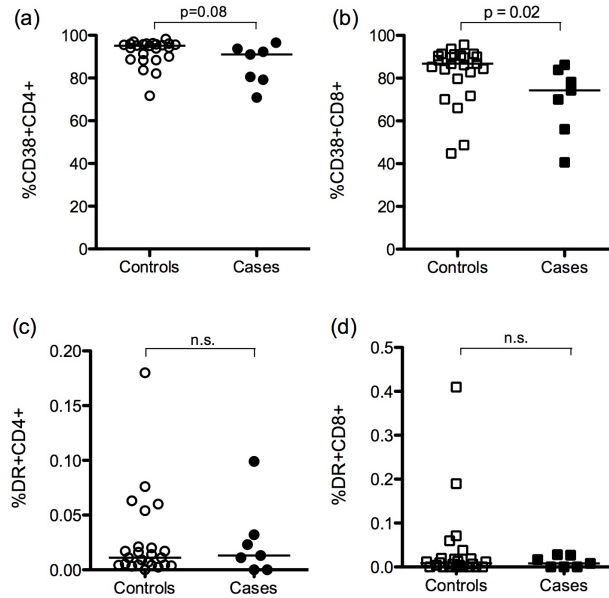 (a)
p=0.08
100
80
60
40
20
0
%CD38+CD4+
Controls Cases
(b)
p = 0.02
100
80
60
40
20
0
%CD38+CD8+
Controls Cases
(c)
n.s.
0.20
0.15
0.10
0.05
0.00
%DR+CD4+
Controls Cases
(d)
n.s.
0.5
0.4
0.3
0.2
0.1
0.0
%DR+CD8+
Controls Cases